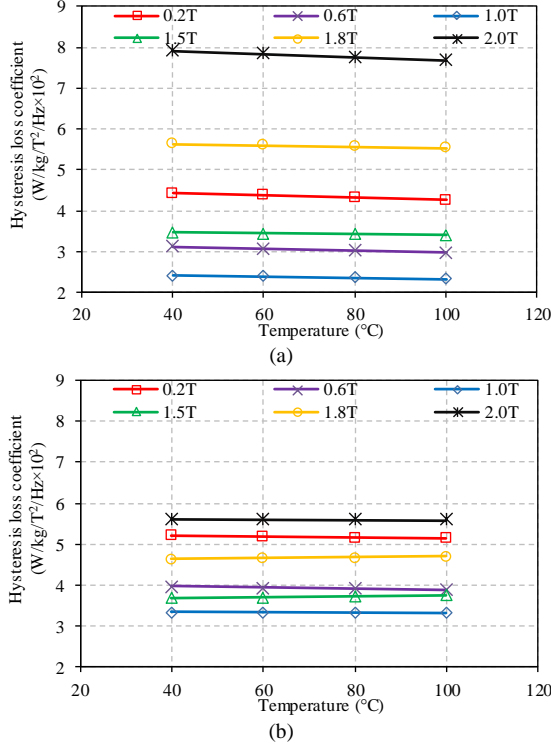 9
8
7
6
5
4
3
2
Hysteresis loss coefficient
(W/kg/T²/Hz×10²)
0.2T 0.6T 1.0T
1.5T 1.8T 2.0T
20 40 60 80 100 120
Temperature (°C)
(a)
9
8
7
6
5
4
3
2
Hysteresis loss coefficient
(W/kg/T²/Hz×10²)
0.2T 0.6T 1.0T
1.5T 1.8T 2.0T
20 40 60 80 100 120
Temperature (°C)
(b)